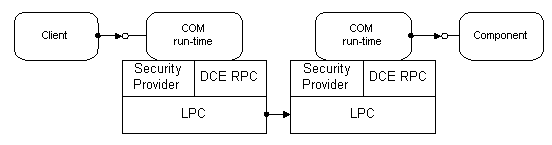 Client
COM
run-time
COM
run-time
Component
Security
Provider
DCE RPC
Security
Provider
DCE RPC
LPC
LPC